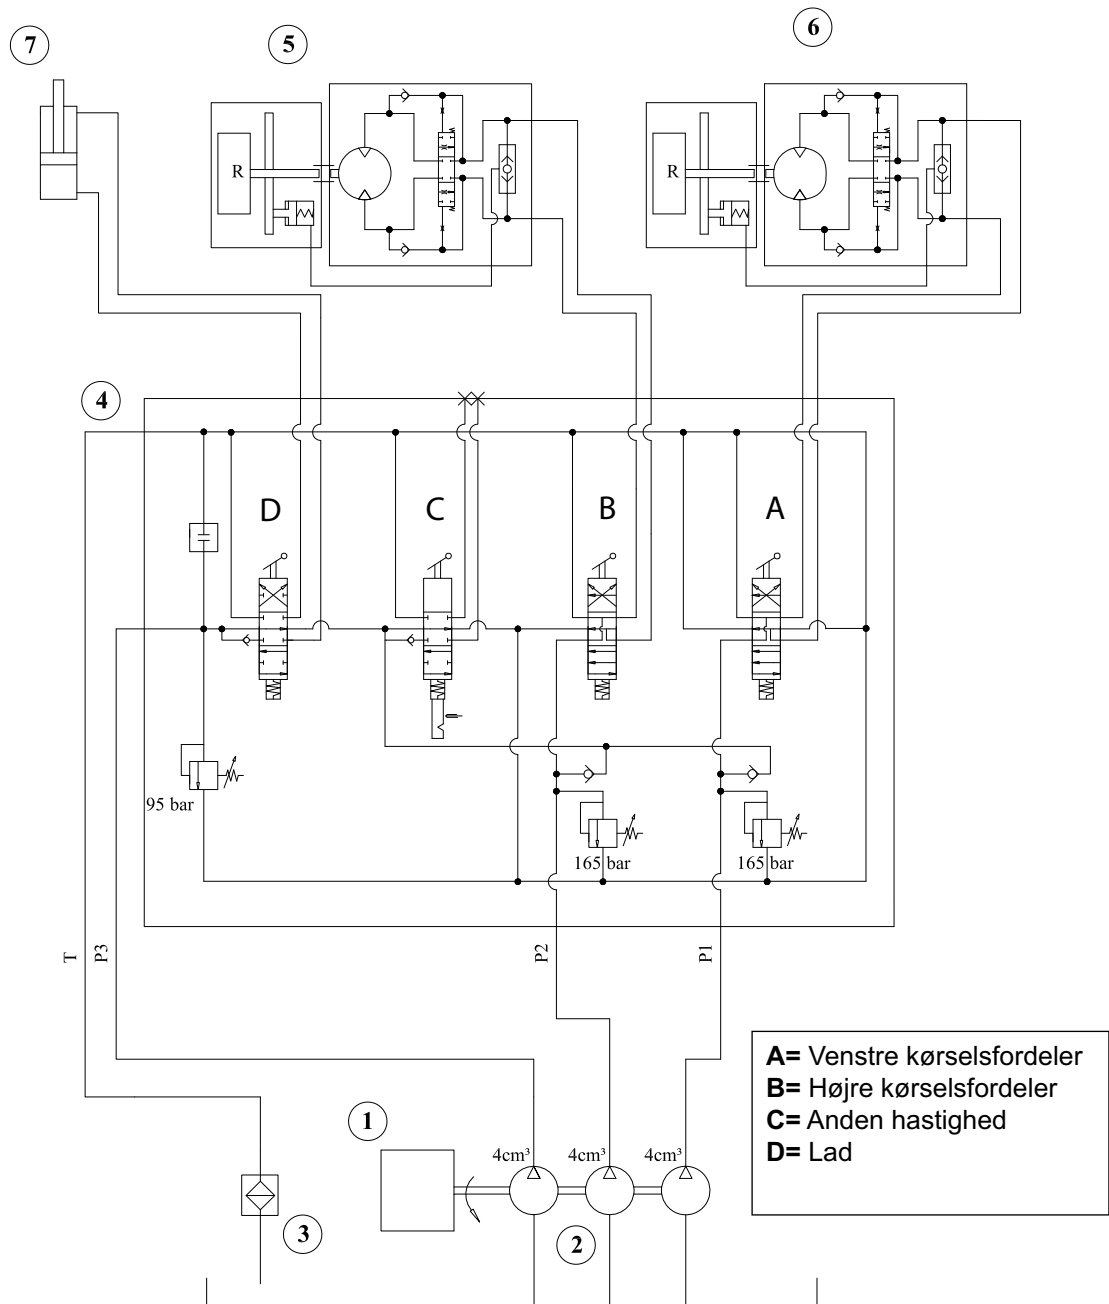 7
5
6
R
R
4
D
C
B
A
95 bar
165 bar
165 bar
T
P3
P2
P1
A= Venstre kørselsfordeler
B= Højre kørselsfordeler
C= Anden hastighed
D= Lad
1
4cm³
4cm³
4cm³
3
2